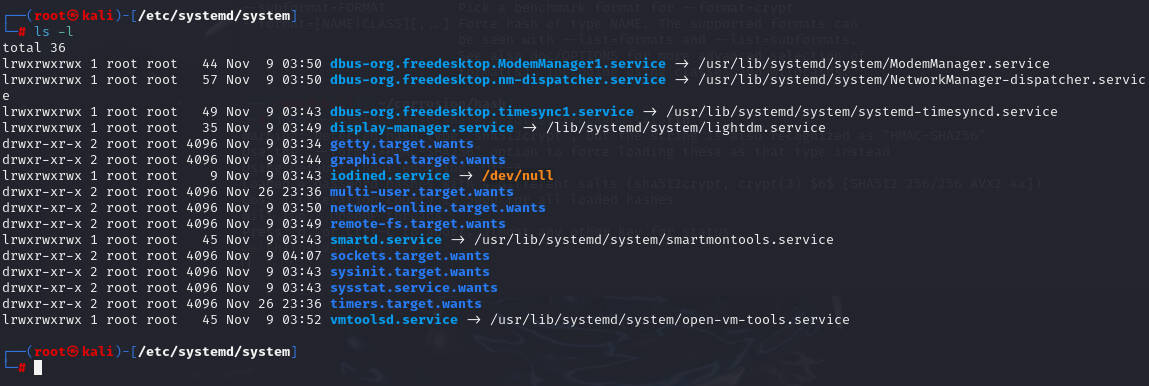 ┌──(root㉿kali)-[/etc/systemd/system]
└─# ls -l
total 36
lrwxrwxrwx 1 root root   44 Nov  9 03:50 dbus-org.freedesktop.ModemManager1.service -> /usr/lib/systemd/system/ModemManager.service
lrwxrwxrwx 1 root root   57 Nov  9 03:50 dbus-org.freedesktop.nm-dispatcher.service -> /usr/lib/systemd/system/NetworkManager-dispatcher.servic
e
lrwxrwxrwx 1 root root   49 Nov  9 03:43 dbus-org.freedesktop.timesync1.service -> /usr/lib/systemd/system/systemd-timesyncd.service
lrwxrwxrwx 1 root root   35 Nov  9 03:49 display-manager.service -> /lib/systemd/system/lightdm.service
drwxr-xr-x 2 root root 4096 Nov  9 03:34 getty.target.wants
drwxr-xr-x 2 root root 4096 Nov  9 03:44 graphical.target.wants
lrwxrwxrwx 1 root root    9 Nov  9 03:43 iodined.service -> /dev/null
drwxr-xr-x 2 root root 4096 Nov 26 23:36 multi-user.target.wants
drwxr-xr-x 2 root root 4096 Nov  9 03:50 network-online.target.wants
drwxr-xr-x 2 root root 4096 Nov  9 03:49 remote-fs.target.wants
lrwxrwxrwx 1 root root   45 Nov  9 03:43 smartd.service -> /usr/lib/systemd/system/smartmontools.service
drwxr-xr-x 2 root root 4096 Nov  9 04:07 sockets.target.wants
drwxr-xr-x 2 root root 4096 Nov  9 03:43 sysinit.target.wants
drwxr-xr-x 2 root root 4096 Nov  9 03:43 sysstat.service.wants
drwxr-xr-x 2 root root 4096 Nov 26 23:36 timers.target.wants
lrwxrwxrwx 1 root root   45 Nov  9 03:52 vmtoolsd.service -> /usr/lib/systemd/system/open-vm-tools.service
┌──(root㉿kali)-[/etc/systemd/system]
└─#